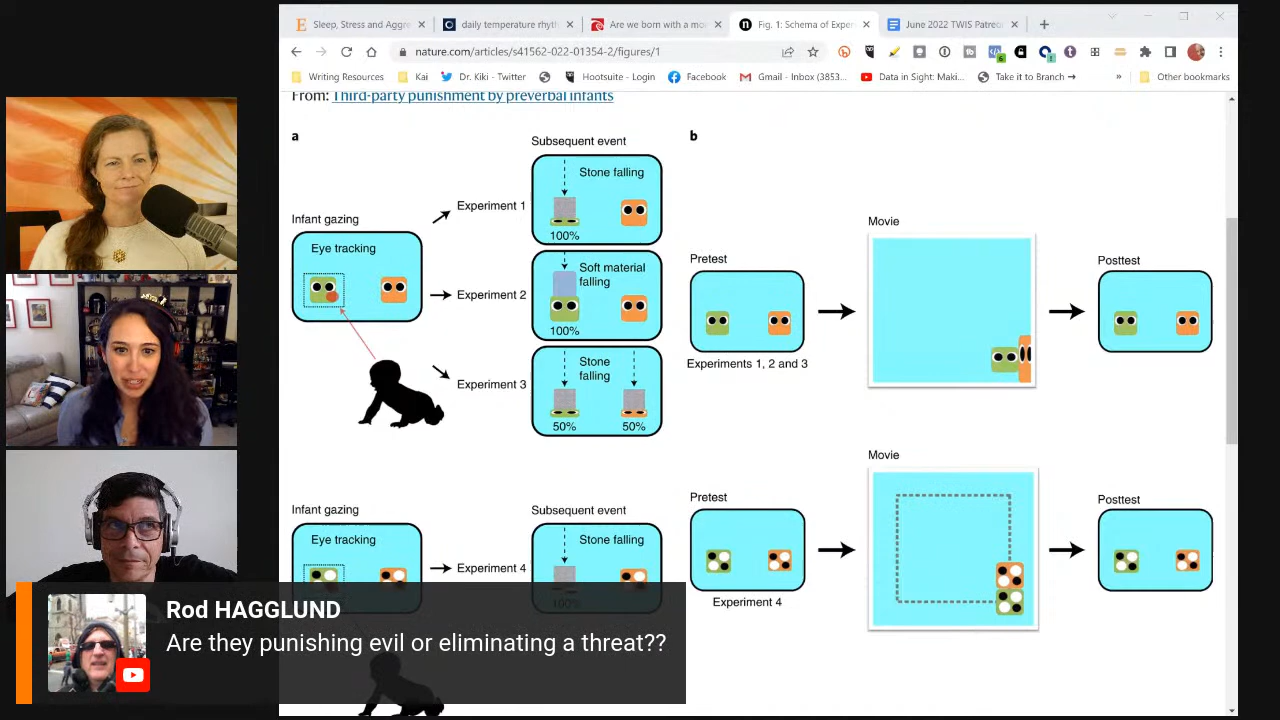 Sleep, Stress and Aggre
daily temperature rhyth
Are we born with a mo
Fig. 1: Schema of Exper
June 2022 TWIS Patreo
nature.com/articles/s41562-022-01354-2/figures/1
Writing Resources
Kai
Dr. Kiki - Twitter
Hootsuite - Login
Facebook
Gmail - Inbox (3853...
Data in Sight: Maki...
Take it to Branch →
»
Other bookmarks
From: Third-party punishment by preverbal infants
a
Subsequent event
Stone falling
Experiment 1
100%
Infant gazing
Eye tracking
Soft material
falling
Experiment 2
100%
Stone
falling
Experiment 3
50%
50%
b
Movie
Pretest
Posttest
Experiments 1, 2 and 3
Infant gazing
Eye tracking
Subsequent event
Stone falling
Experiment 4
100%
Movie
Pretest
Posttest
Experiment 4
Rod HAGGLUND
Are they punishing evil or eliminating a threat??